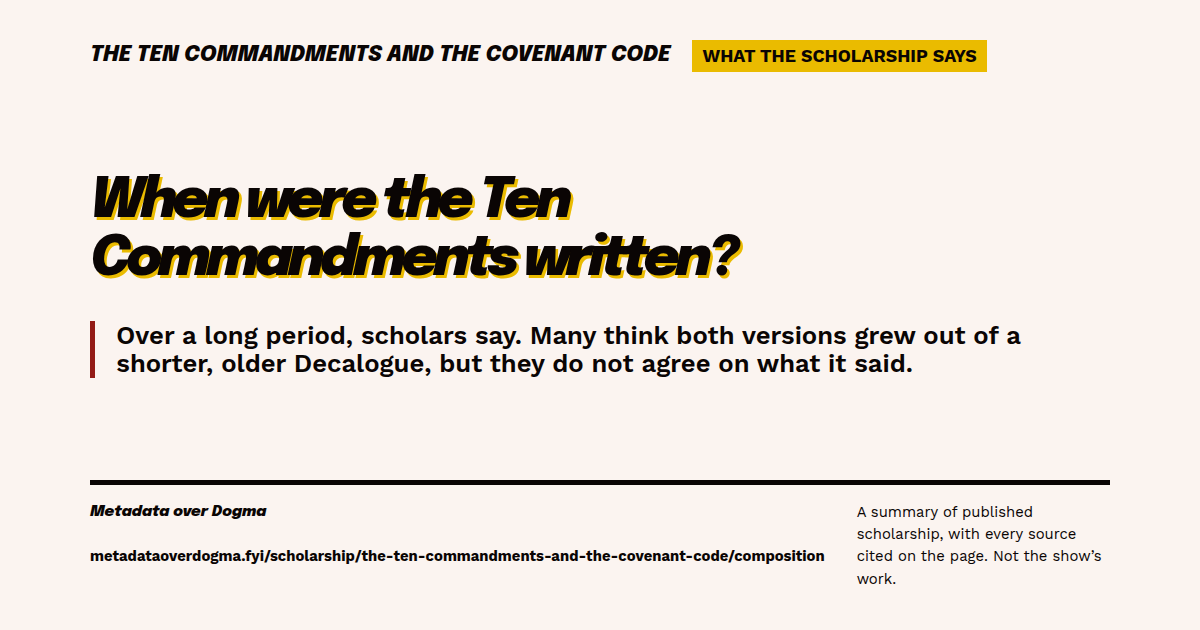 THE TEN COMMANDMENTS AND THE COVENANT CODE
WHAT THE SCHOLARSHIP SAYS
When were the Ten
Commandments written?
Over a long period, scholars say. Many think both versions grew out of a
shorter, older Decalogue, but they do not agree on what it said.
Metadata over Dogma
metadataoverdogma.fyi/scholarship/the-ten-commandments-and-the-covenant-code/composition
A summary of published
scholarship, with every source
cited on the page. Not the show’s
work.